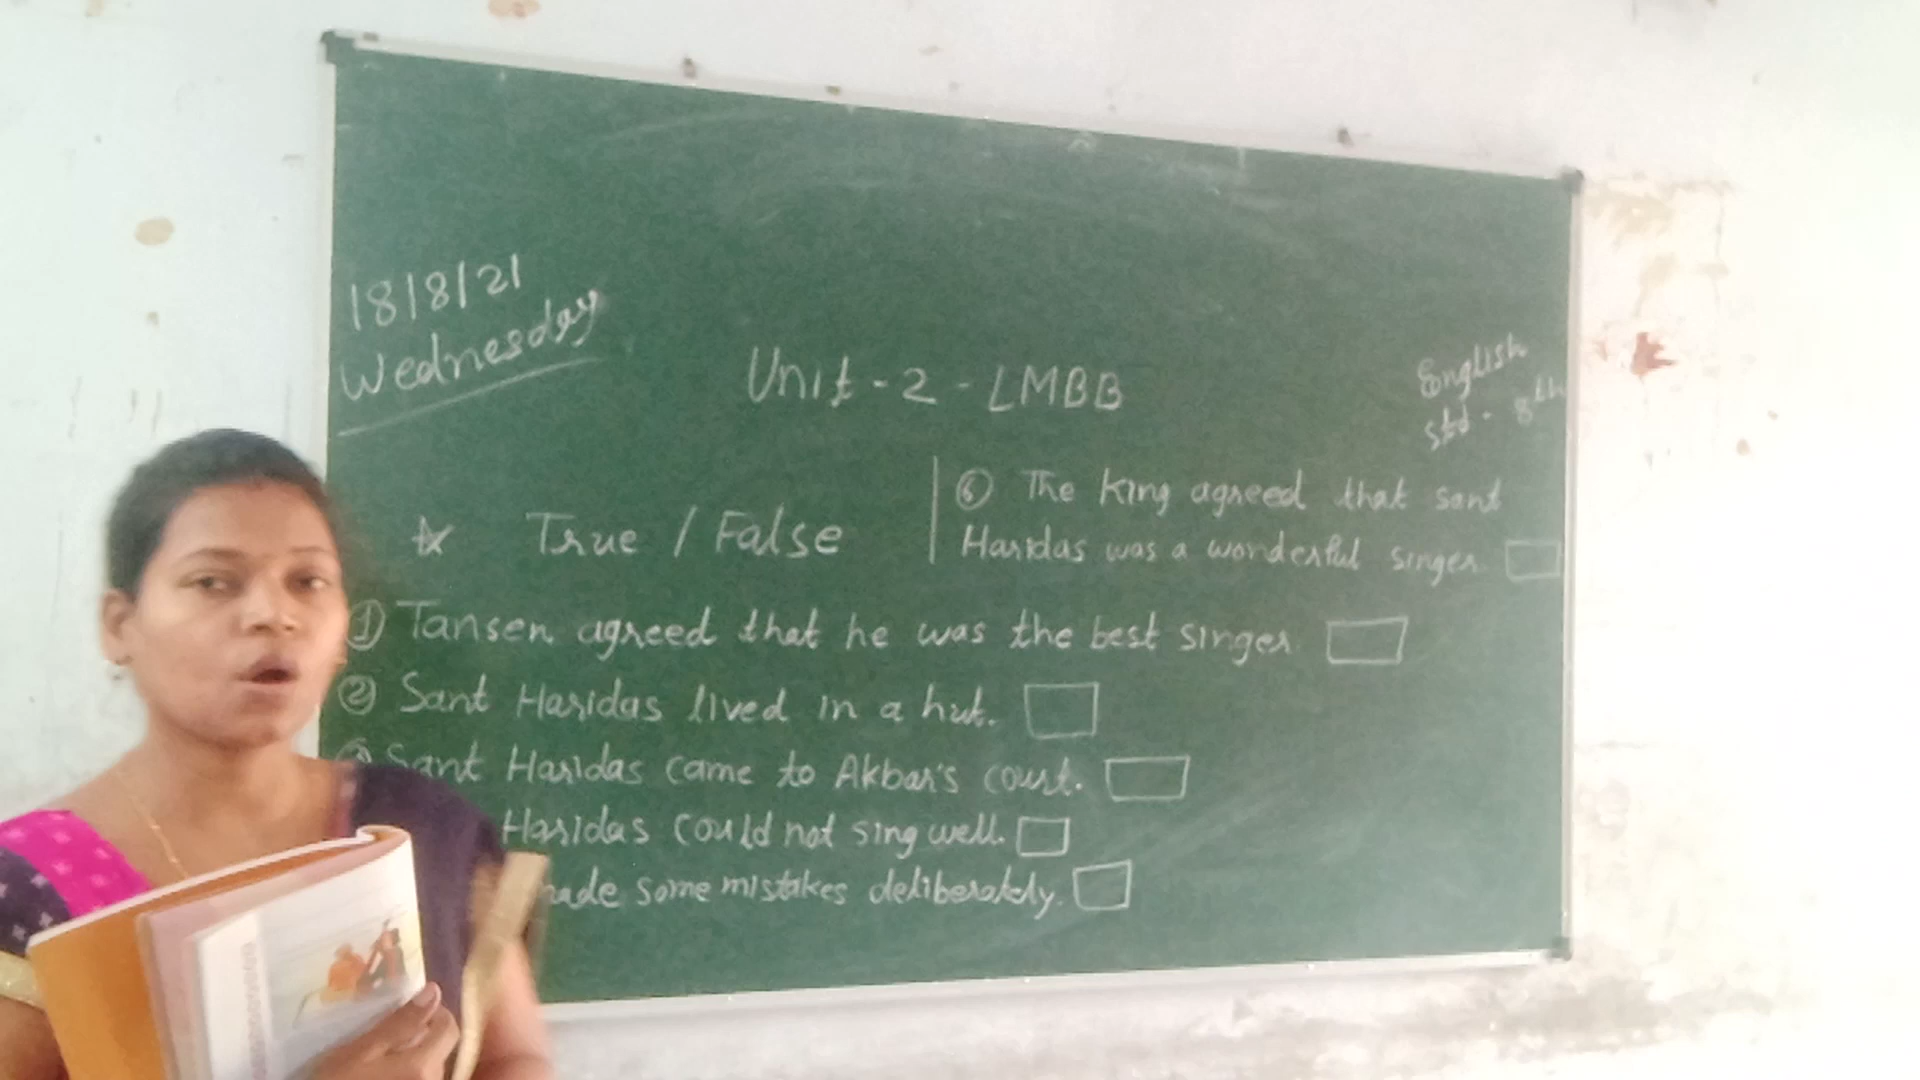 18/8/21
Wednesday
Unit - 2 - LMBB
English
Std - 8th
True / False
① Tansen agreed that he was the best singer.
② Sant Haridas lived in a hut.
Sant Haridas came to Akbar's court.
Haridas could not sing well.
made some mistakes deliberately.
⑥ The King agreed that sant
Haridas was a wonderful singer.